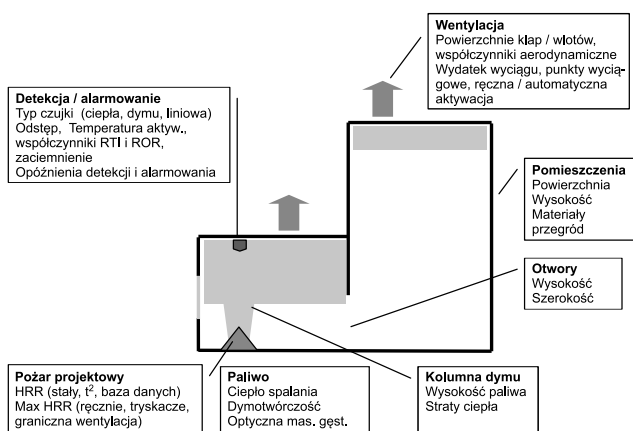 Wentylacja
Powierzchnie klap / wlotów,
współczynniki aerodynamiczne
Wydatek wyciągu, punkty wycią-
gowe, ręczna / automatyczna
aktywacja
Detekcja / alarmowanie
Typ czujki (ciepła, dymu, liniowa)
Odstęp, Temperatura aktyw.,
współczynniki RTI i ROR,
zaciemnienie
Opóźnienia detekcji i alarmowania
Pomieszczenia
Powierzchnia
Wysokość
Materiały
przegród
Otwory
Wysokość
Szerokość
Pożar projektowy
HRR (stały, t², baza danych)
Max HRR (ręcznie, tryskacze,
graniczna wentylacja)
Paliwo
Ciepło spalania
Dymotwórczość
Optyczna mas. gęst.
Kolumna dymu
Wysokość paliwa
Straty ciepła